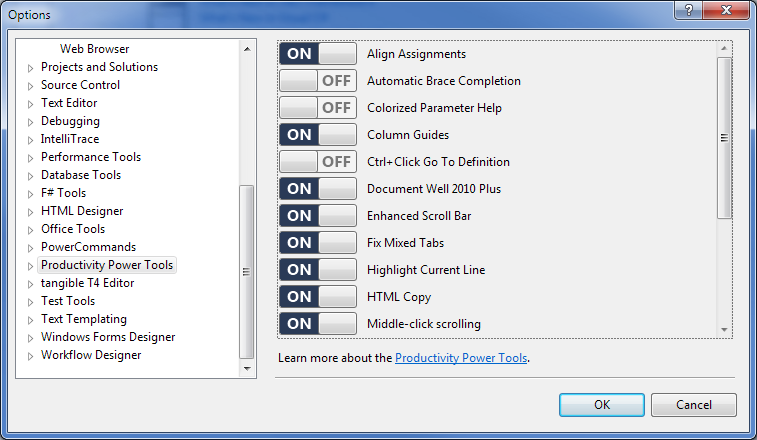 Options
Web Browser
Projects and Solutions
Source Control
Text Editor
Debugging
IntelliTrace
Performance Tools
Database Tools
F# Tools
HTML Designer
Office Tools
PowerCommands
Productivity Power Tools
tangible T4 Editor
Test Tools
Text Templating
Windows Forms Designer
Workflow Designer
ON Align Assignments
OFF Automatic Brace Completion
OFF Colorized Parameter Help
ON Column Guides
OFF Ctrl+Click Go To Definition
ON Document Well 2010 Plus
ON Enhanced Scroll Bar
ON Fix Mixed Tabs
ON Highlight Current Line
ON HTML Copy
ON Middle-click scrolling
Learn more about the Productivity Power Tools.
OK Cancel